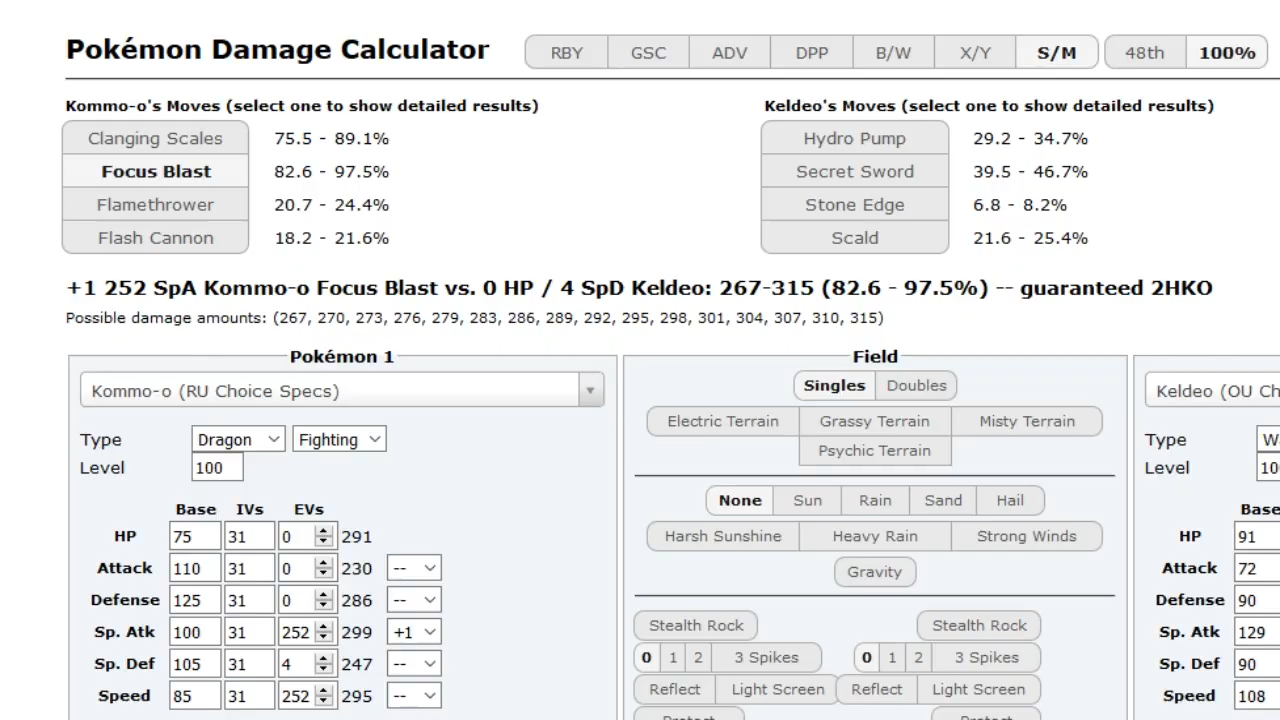 Pokémon Damage Calculator RBY GSC ADV DPP B/W X/Y S/M 48th 100%
Kommo-o's Moves (select one to show detailed results) Keldeo's Moves (select one to show detailed results)
Clanging Scales 75.5 - 89.1% Hydro Pump 29.2 - 34.7%
Focus Blast 82.6 - 97.5% Secret Sword 39.5 - 46.7%
Flamethrower 20.7 - 24.4% Stone Edge 6.8 - 8.2%
Flash Cannon 18.2 - 21.6% Scald 21.6 - 25.4%
+1 252 SpA Kommo-o Focus Blast vs. 0 HP / 4 SpD Keldeo: 267-315 (82.6 - 97.5%) -- guaranteed 2HKO
Possible damage amounts: (267, 270, 273, 276, 279, 283, 286, 289, 292, 295, 298, 301, 304, 307, 310, 315)
Pokémon 1
Kommo-o (RU Choice Specs)
Type Dragon Fighting
Level 100
Base IVs EVs
HP 75 31 0 291
Attack 110 31 0 230 --
Defense 125 31 0 286 --
Sp. Atk 100 31 252 299 +1
Sp. Def 105 31 4 247 --
Speed 85 31 252 295 --
Field
Singles Doubles
Electric Terrain Grassy Terrain Misty Terrain
Psychic Terrain
None Sun Rain Sand Hail
Harsh Sunshine Heavy Rain Strong Winds
Gravity
Stealth Rock Stealth Rock
0 1 2 3 Spikes 0 1 2 3 Spikes
Reflect Light Screen Reflect Light Screen
Protect Protect
Keldeo (OU Ch
Type W
Level 10
Base
HP 91
Attack 72
Defense 90
Sp. Atk 129
Sp. Def 90
Speed 108